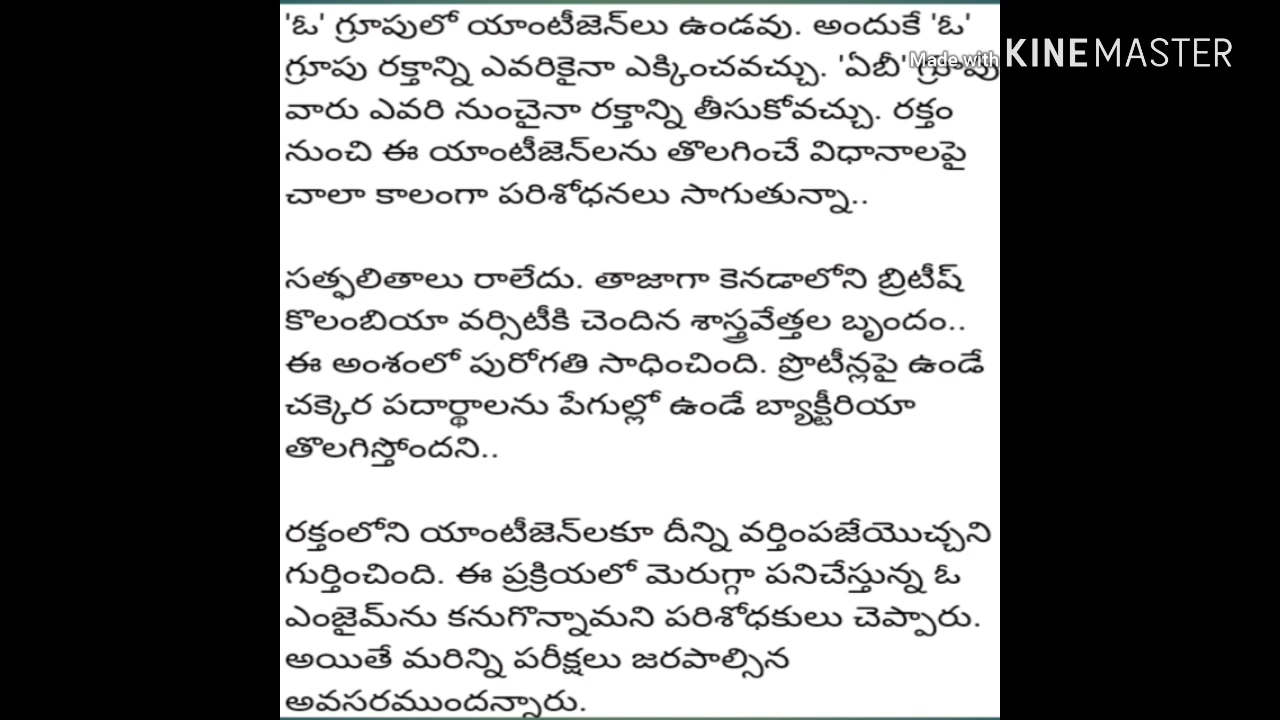 'ఓ' గ్రూపులో యాంటీజెన్‌లు ఉండవు. అందుకే 'ఓ'
గ్రూపు రక్తాన్ని ఎవరికైనా ఎక్కించవచ్చు. 'ఏబీ' గ్రూపు
Made with KINEMASTER
వారు ఎవరి నుంచైనా రక్తాన్ని తీసుకోవచ్చు. రక్తం
నుంచి ఈ యాంటీజెన్‌లను తొలగించే విధానాలపై
చాలా కాలంగా పరిశోధనలు సాగుతున్నా..
సత్ఫలితాలు రాలేదు. తాజాగా కెనడాలోని బ్రిటీష్
కొలంబియా వర్సిటీకి చెందిన శాస్త్రవేత్తల బృందం..
ఈ అంశంలో పురోగతి సాధించింది. ప్రొటీన్లపై ఉండే
చక్కెర పదార్థాలను పేగుల్లో ఉండే బ్యాక్టీరియా
తొలగిస్తోందని..
రక్తంలోని యాంటీజెన్‌లకూ దీన్ని వర్తింపజేయొచ్చని
గుర్తించింది. ఈ ప్రక్రియలో మెరుగ్గా పనిచేస్తున్న ఓ
ఎంజైమ్‌ను కనుగొన్నామని పరిశోధకులు చెప్పారు.
అయితే మరిన్ని పరీక్షలు జరపాల్సిన
అవసరముందన్నారు.